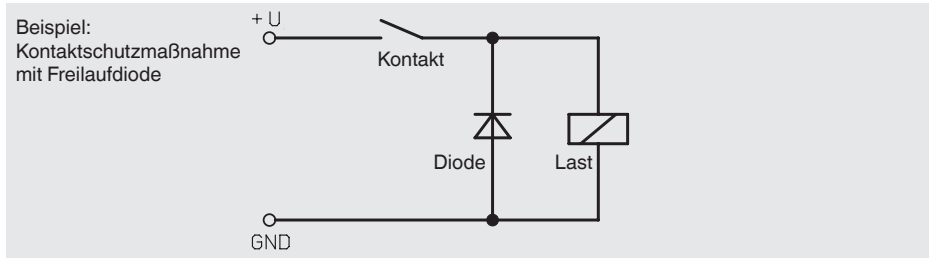 Beispiel:
Kontaktschutzmaßnahme
mit Freilaufdiode
+ U
Kontakt
Diode
Last
GND